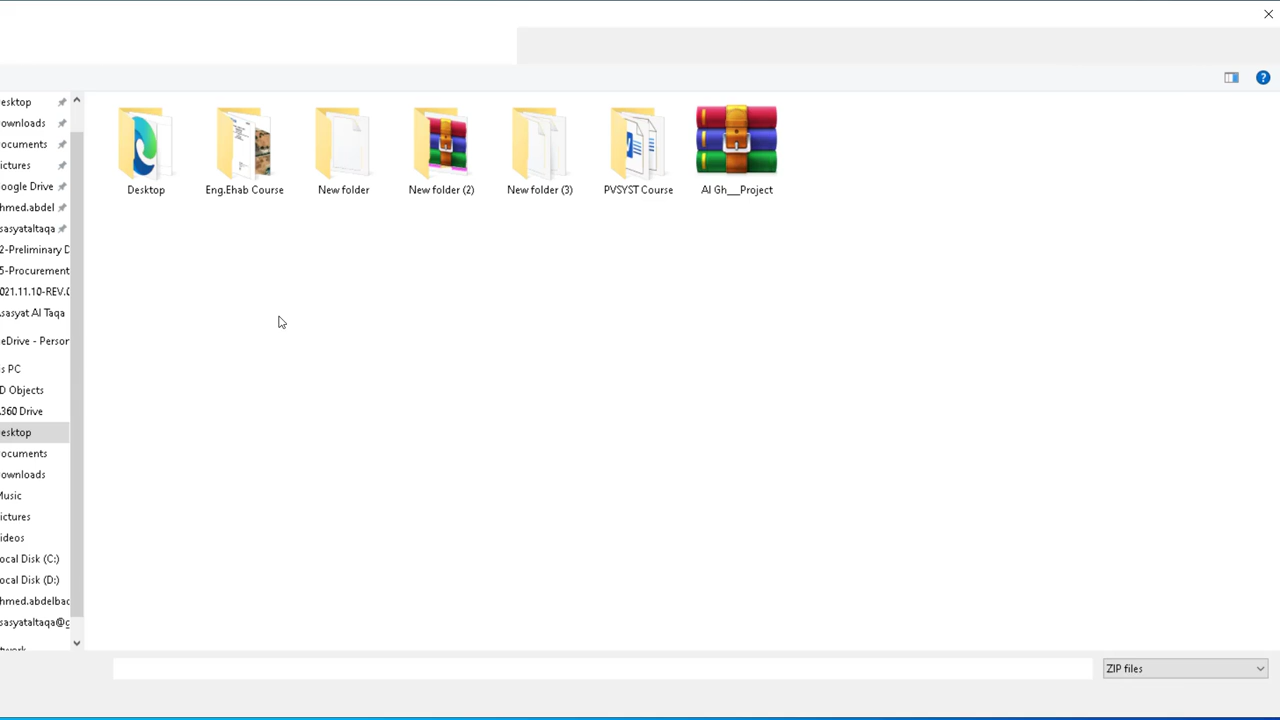 esktop
ownloads
ocuments
ictures
oogle Drive
hmed.abdel
sasyataltaqa
2-Preliminary D
5-Procurement
021.11.10-REV.0
sasyat Al Taqa
eDrive - Person
s PC
D Objects
360 Drive
esktop
ocuments
ownloads
Music
ictures
ideos
ocal Disk (C:)
ocal Disk (D:)
hmed.abdelbac
sasyataltaqa@g
Desktop
Eng.Ehab Course
New folder
New folder (2)
New folder (3)
PVSYST Course
Al Gh__Project
ZIP files